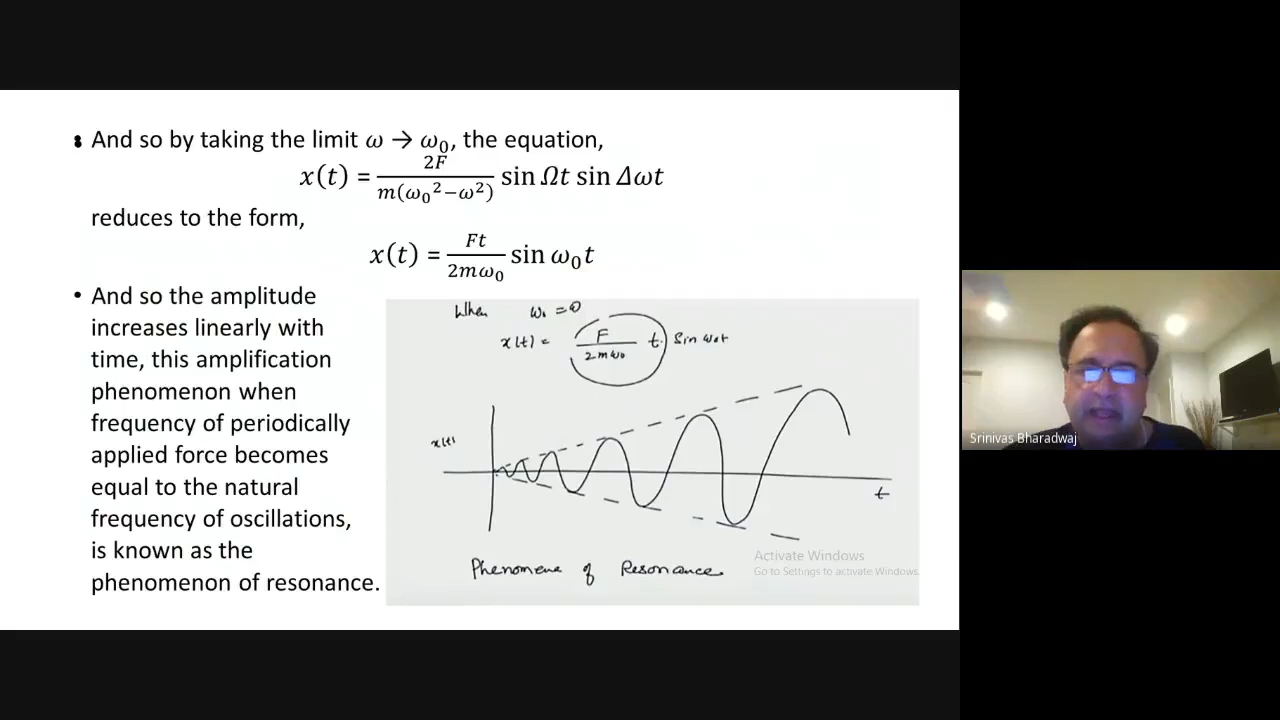 • And so by taking the limit ω → ω₀, the equation,
x(t) = 2F / m(ω₀² − ω²) sin Ωt sin Δωt
reduces to the form,
x(t) = Ft / 2mω₀ sin ω₀t
• And so the amplitude
increases linearly with
time, this amplification
phenomenon when
frequency of periodically
applied force becomes
equal to the natural
frequency of oscillations,
is known as the
phenomenon of resonance.
When ω₀ = ω
x(t) = F / 2mω₀ t sin ω₀t
x(t)
t
Phenomene of Resonance
Activate Windows
Go to Settings to activate Windows.
Srinivas Bharadwaj